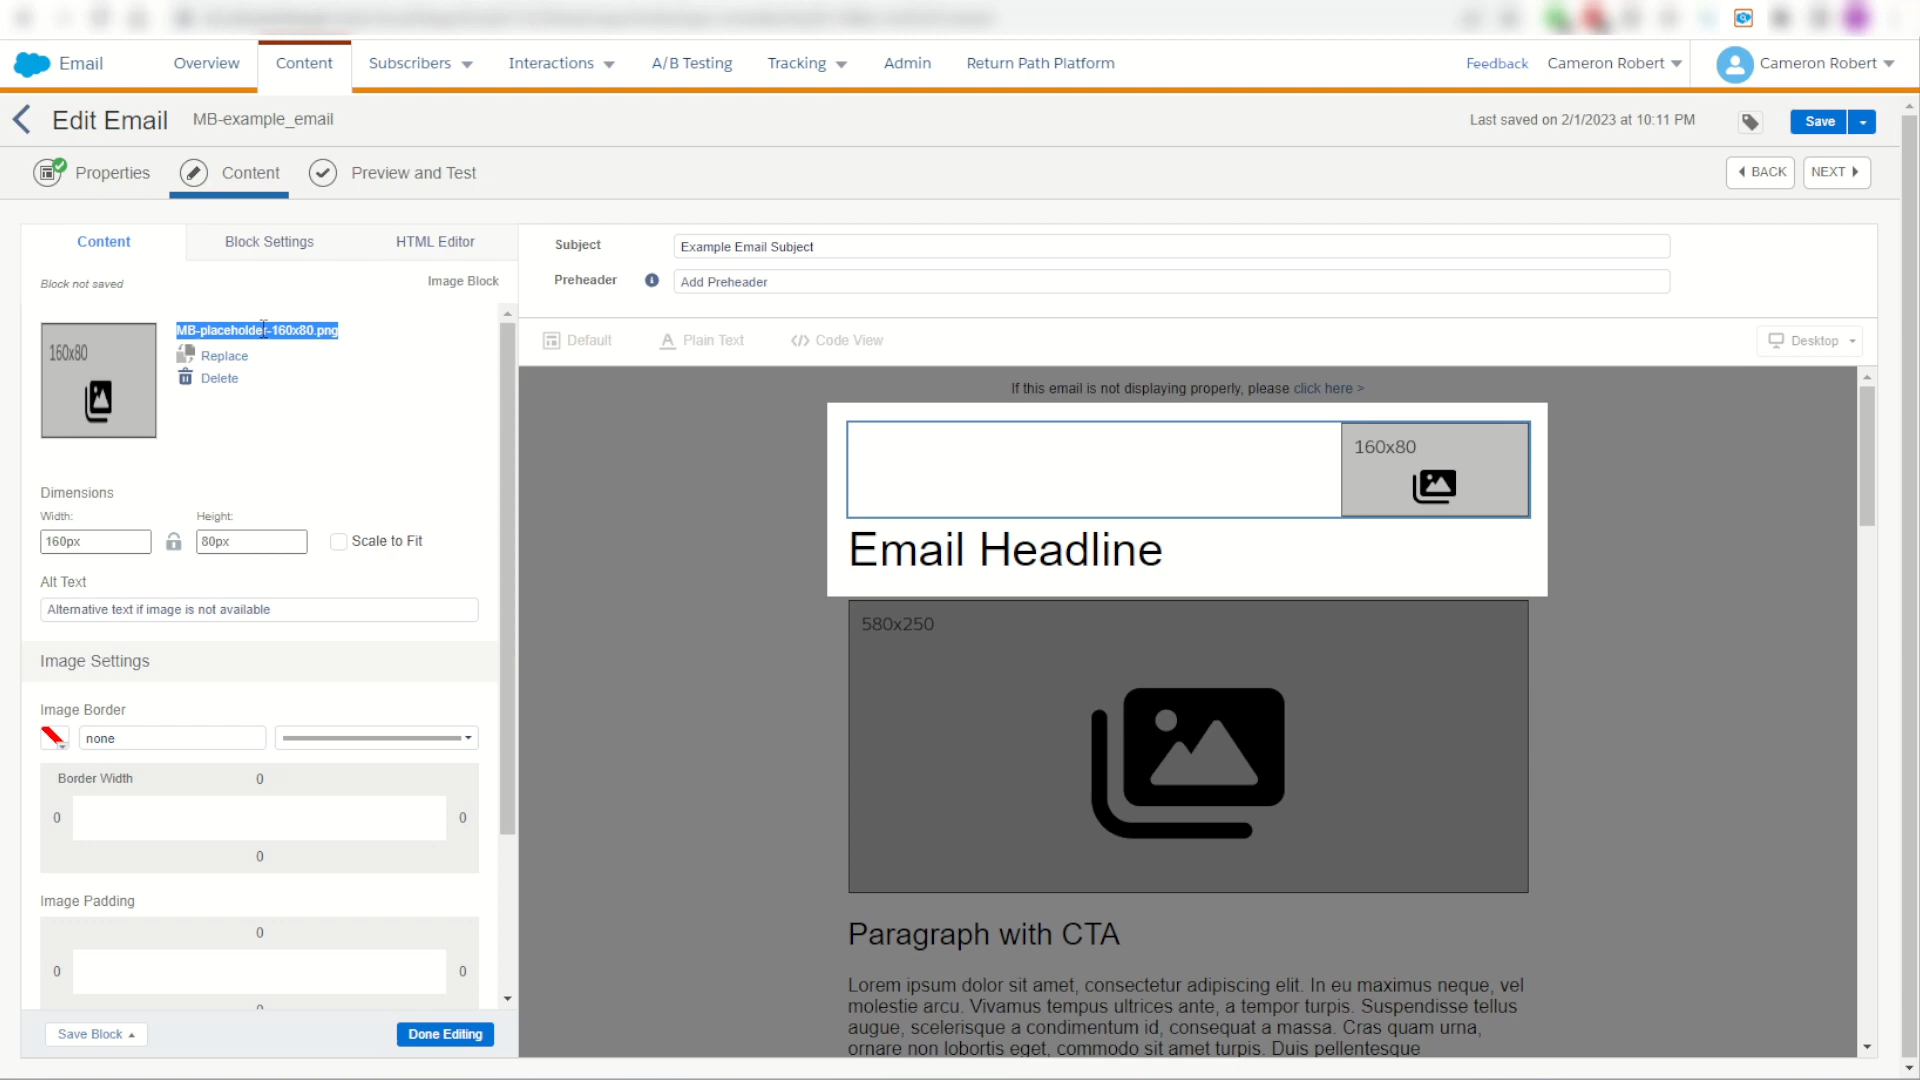 Email
Overview
Content
Subscribers
Interactions
A/B Testing
Tracking
Admin
Return Path Platform
Feedback
Cameron Robert
Cameron Robert
Edit Email
MB-example_email
Last saved on 2/1/2023 at 10:11 PM
Save
Properties
Content
Preview and Test
BACK
NEXT
Content
Block Settings
HTML Editor
Block not saved
Image Block
160x80
MB-placeholder-160x80.png
Replace
Delete
Dimensions
Width:
Height:
160px
80px
Scale to Fit
Alt Text
Alternative text if image is not available
Image Settings
Image Border
none
Border Width
0
0
0
0
Image Padding
0
0
0
Save Block
Done Editing
Subject
Example Email Subject
Preheader
Add Preheader
Default
Plain Text
</> Code View
Desktop
If this email is not displaying properly, please click here >
160x80
Email Headline
580x250
Paragraph with CTA
Lorem ipsum dolor sit amet, consectetur adipiscing elit. In eu maximus neque, vel
molestie arcu. Vivamus tempus ultrices ante, a tempor turpis. Suspendisse tellus
augue, scelerisque a condimentum id, consequat a massa. Cras quam urna,
ornare non lobortis eget, commodo sit amet turpis. Duis pellentesque